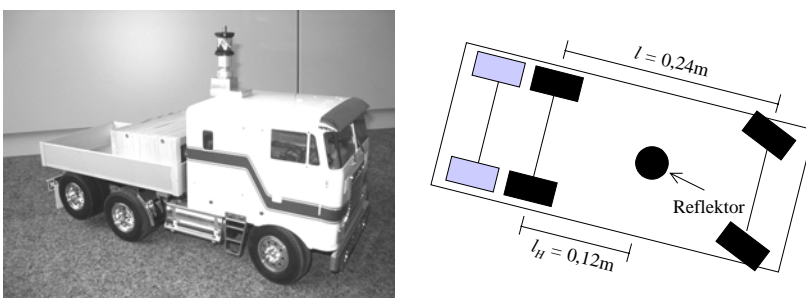 l = 0,24m
Reflektor
l_H = 0,12m